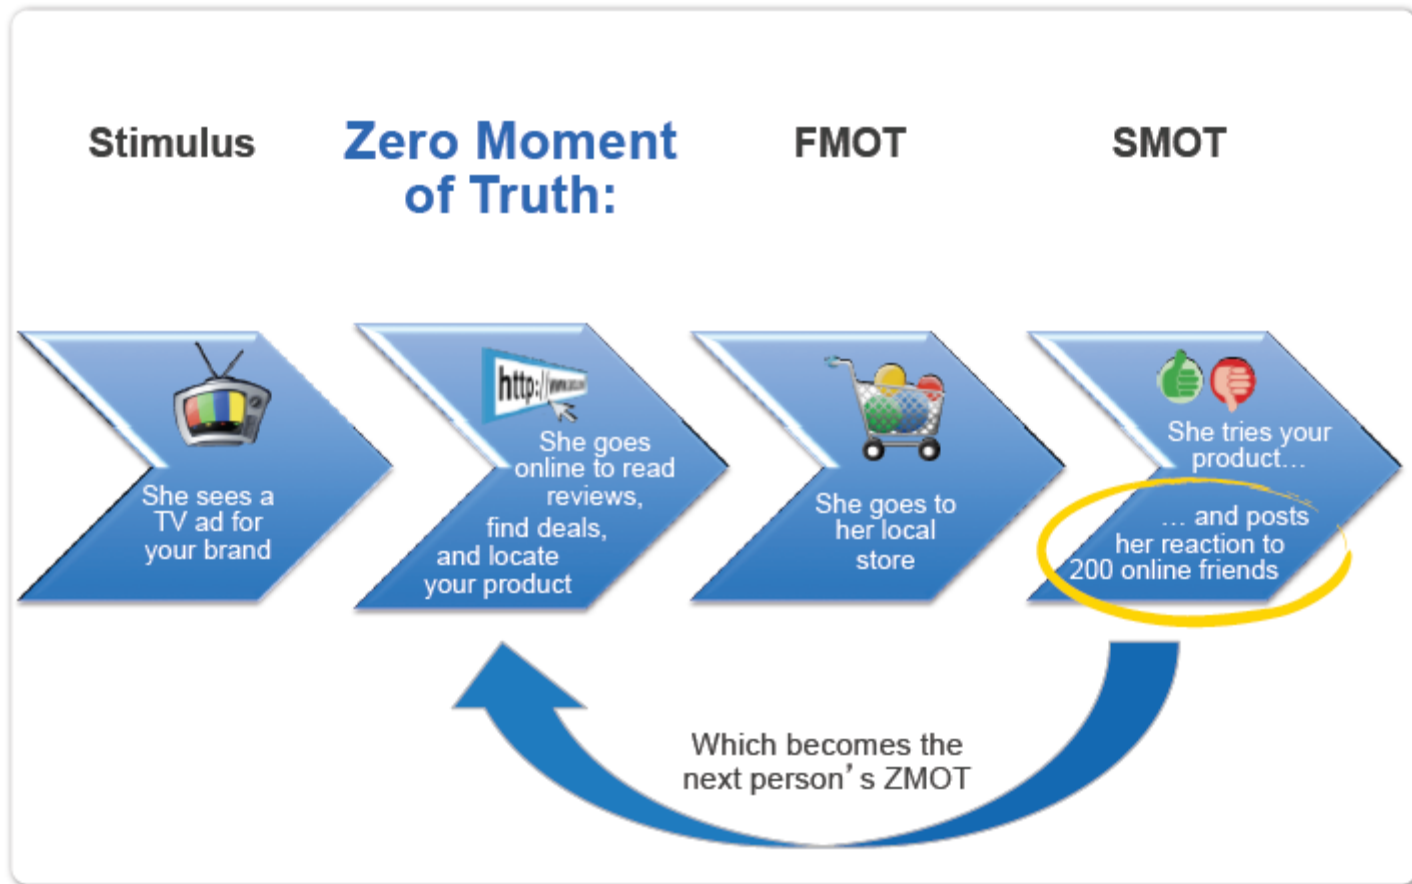 Stimulus
Zero Moment
of Truth:
FMOT
SMOT
She sees a
TV ad for
your brand
http://www.
She goes
online to read
reviews,
find deals,
and locate
your product
She goes to
her local
store
She tries your
product…
… and posts
her reaction to
200 online friends
Which becomes the
next person’s ZMOT